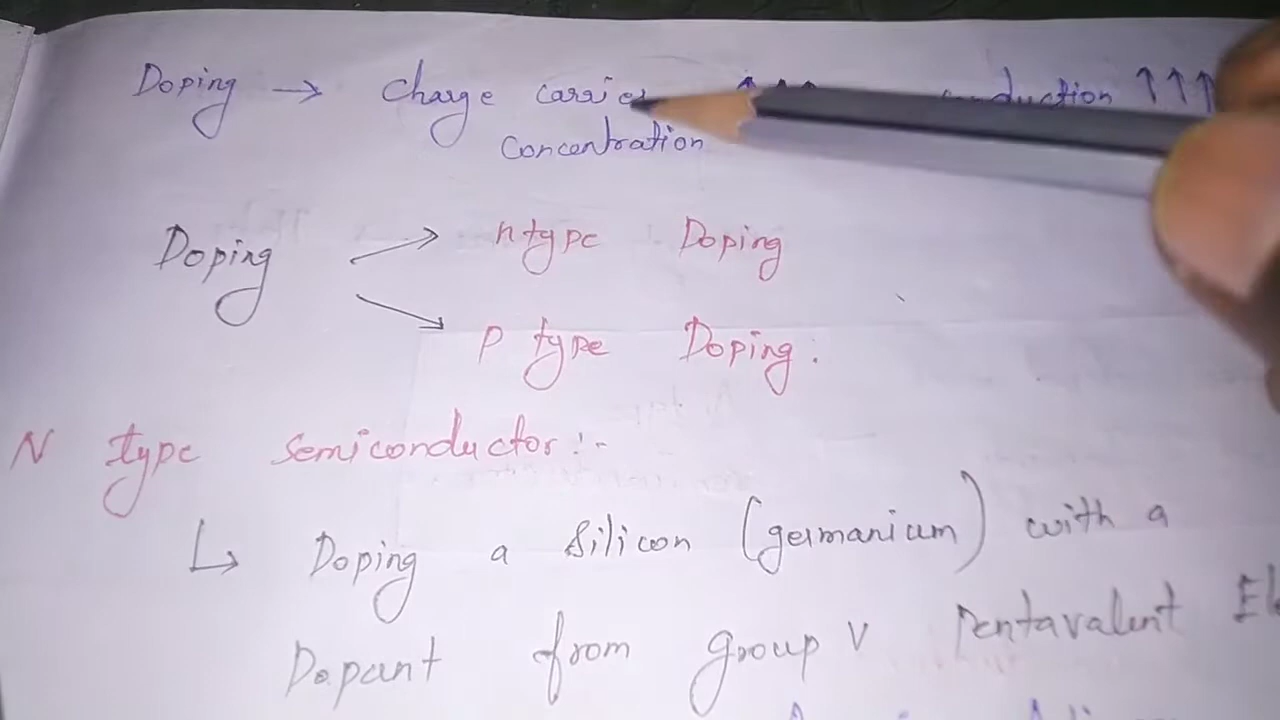 Doping → Charge carrier ↑↑↑ conduction ↑↑↑
Concentration
Doping → n type Doping
→ P type Doping.
N type semiconductor:-
↳ Doping a Silicon (germanium) with a
Dopant from group V Pentavalent